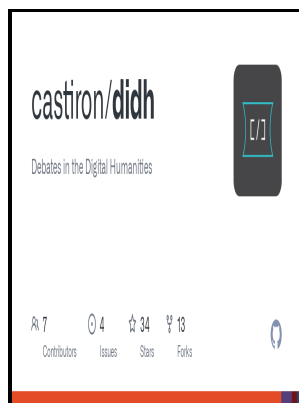 castiron/didh
Debates in the Digital Humanities
[/]
7 4 34 13
Contributors Issues Stars Forks